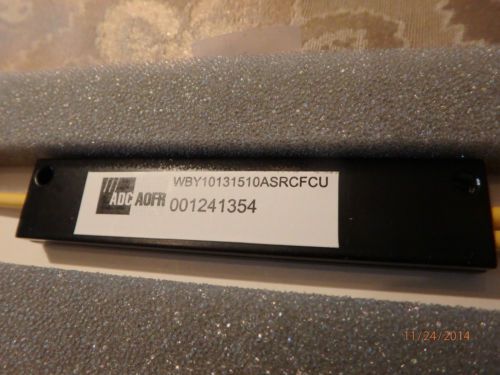 WBY10131510ASRCFCU
ADC AOFR 001241354
11/24/2014